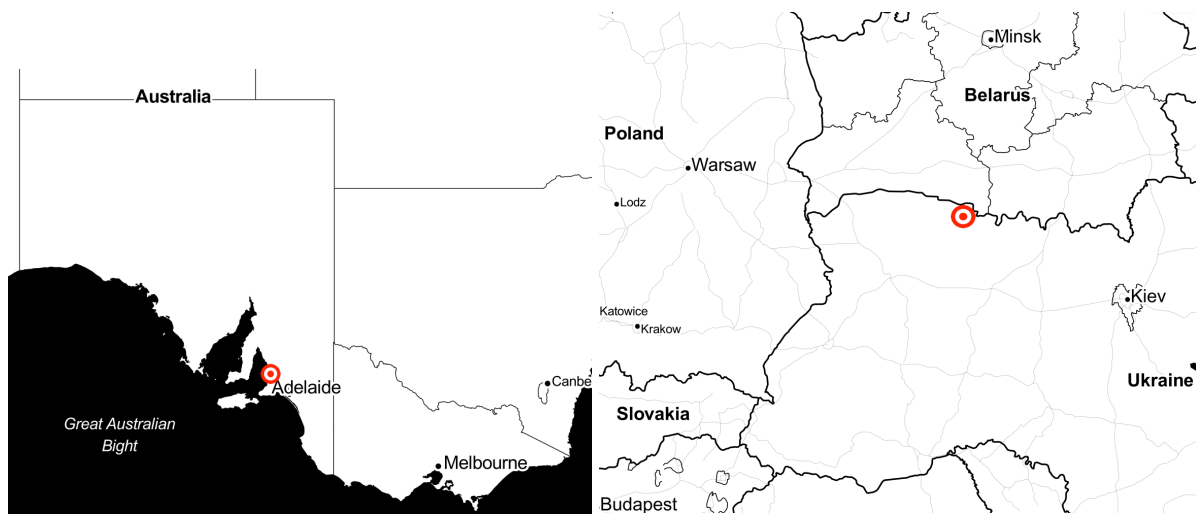 Australia
Adelaide
Canbe
Great Australian
Bight
Melbourne
Minsk
Belarus
Poland
Warsaw
Lodz
Katowice
Krakow
Kiev
Ukraine
Slovakia
Budapest